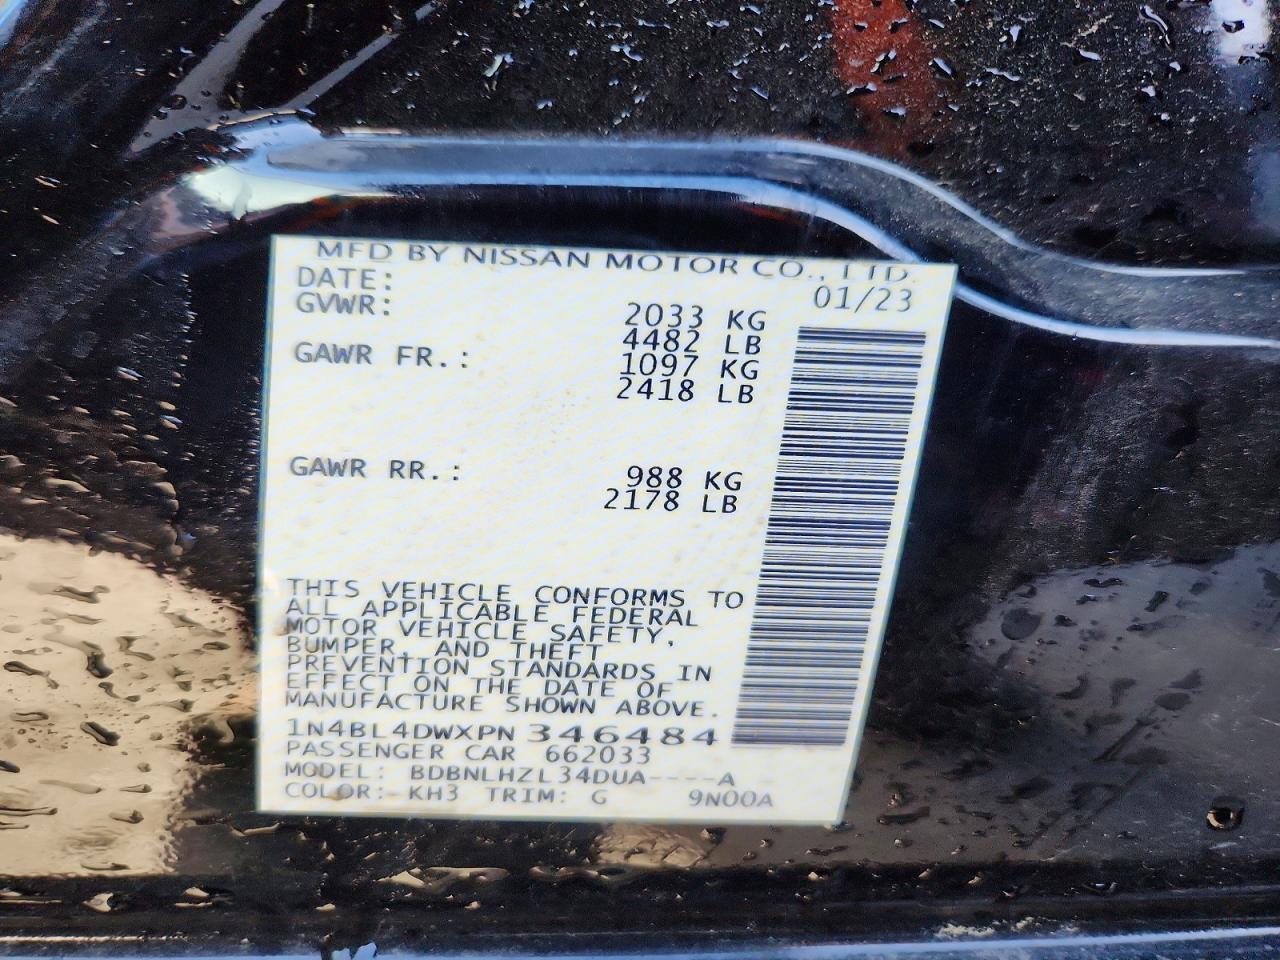 MFD BY NISSAN MOTOR CO., LTD.
DATE: 01/23
GVWR: 2033 KG
4482 LB
GAWR FR.: 1097 KG
2418 LB
GAWR RR.: 988 KG
2178 LB
THIS VEHICLE CONFORMS TO
ALL APPLICABLE FEDERAL
MOTOR VEHICLE SAFETY,
BUMPER, AND THEFT
PREVENTION STANDARDS IN
EFFECT ON THE DATE OF
MANUFACTURE SHOWN ABOVE.
1N4BL4DWXPN346484
PASSENGER CAR 662033
MODEL: BDBNLHZL34DUA----A
COLOR: KH3 TRIM: G 9N00A